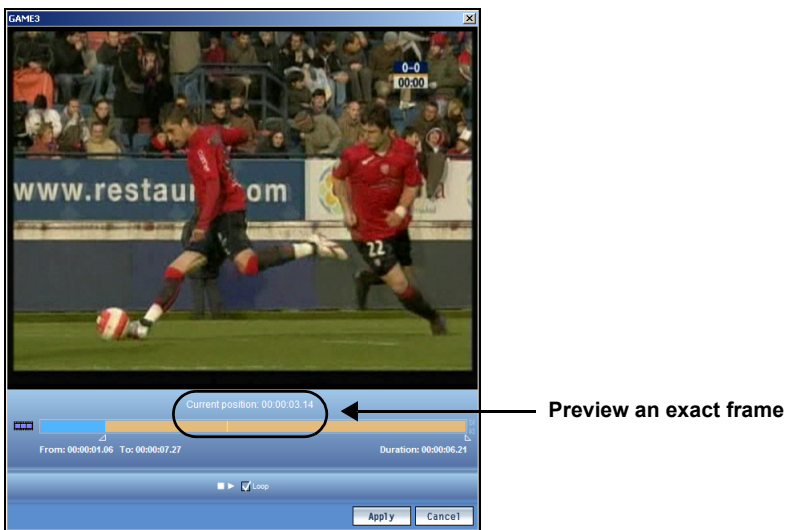 GAME3
0-0
00:00
www.restau om
22
Current position: 00:00:03.14
Preview an exact frame
From: 00:00:01.06 To: 00:00:07.27
Duration: 00:00:06.21
Loop
Apply
Cancel